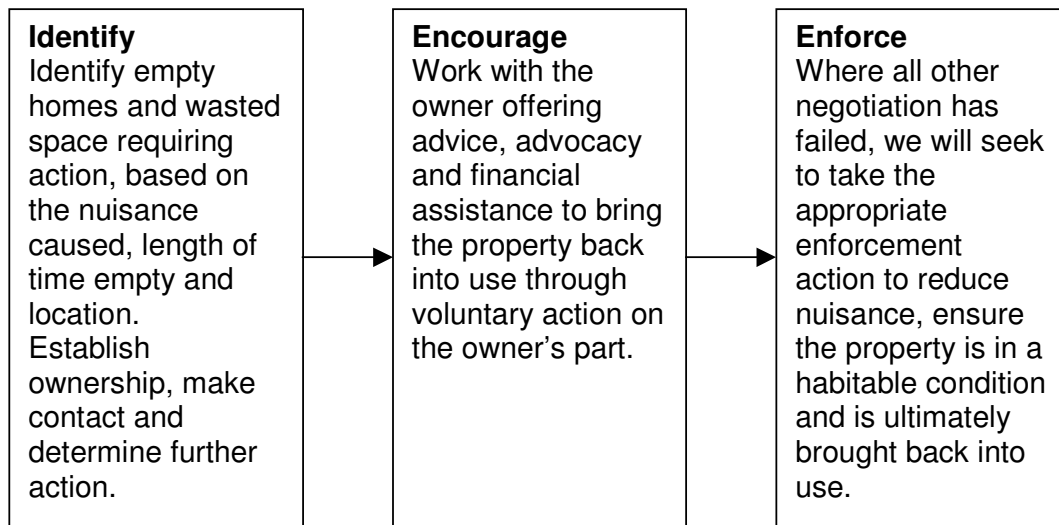 Identify
Identify empty
homes and wasted
space requiring
action, based on
the nuisance
caused, length of
time empty and
location.
Establish
ownership, make
contact and
determine further
action.
Encourage
Work with the
owner offering
advice, advocacy
and financial
assistance to bring
the property back
into use through
voluntary action on
the owner’s part.
Enforce
Where all other
negotiation has
failed, we will seek
to take the
appropriate
enforcement
action to reduce
nuisance, ensure
the property is in a
habitable condition
and is ultimately
brought back into
use.